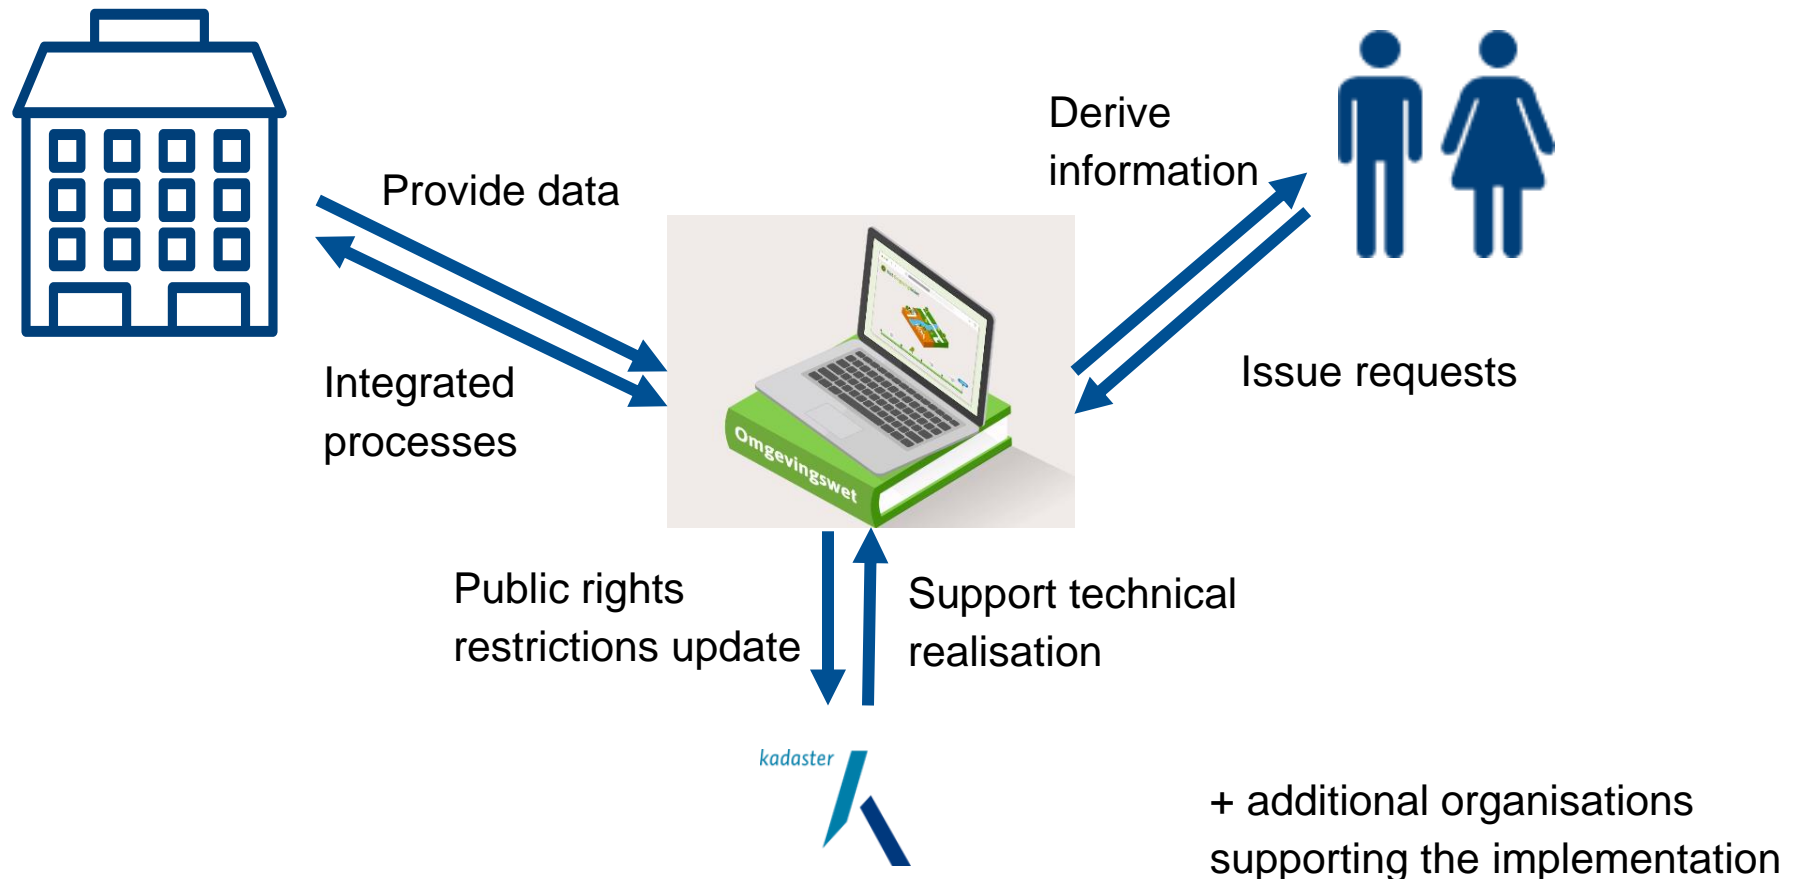 Derive
information
Provide data
Integrated
processes
Issue requests
Omgevingswet
Public rights
restrictions update
Support technical
realisation
kadaster
+ additional organisations
supporting the implementation